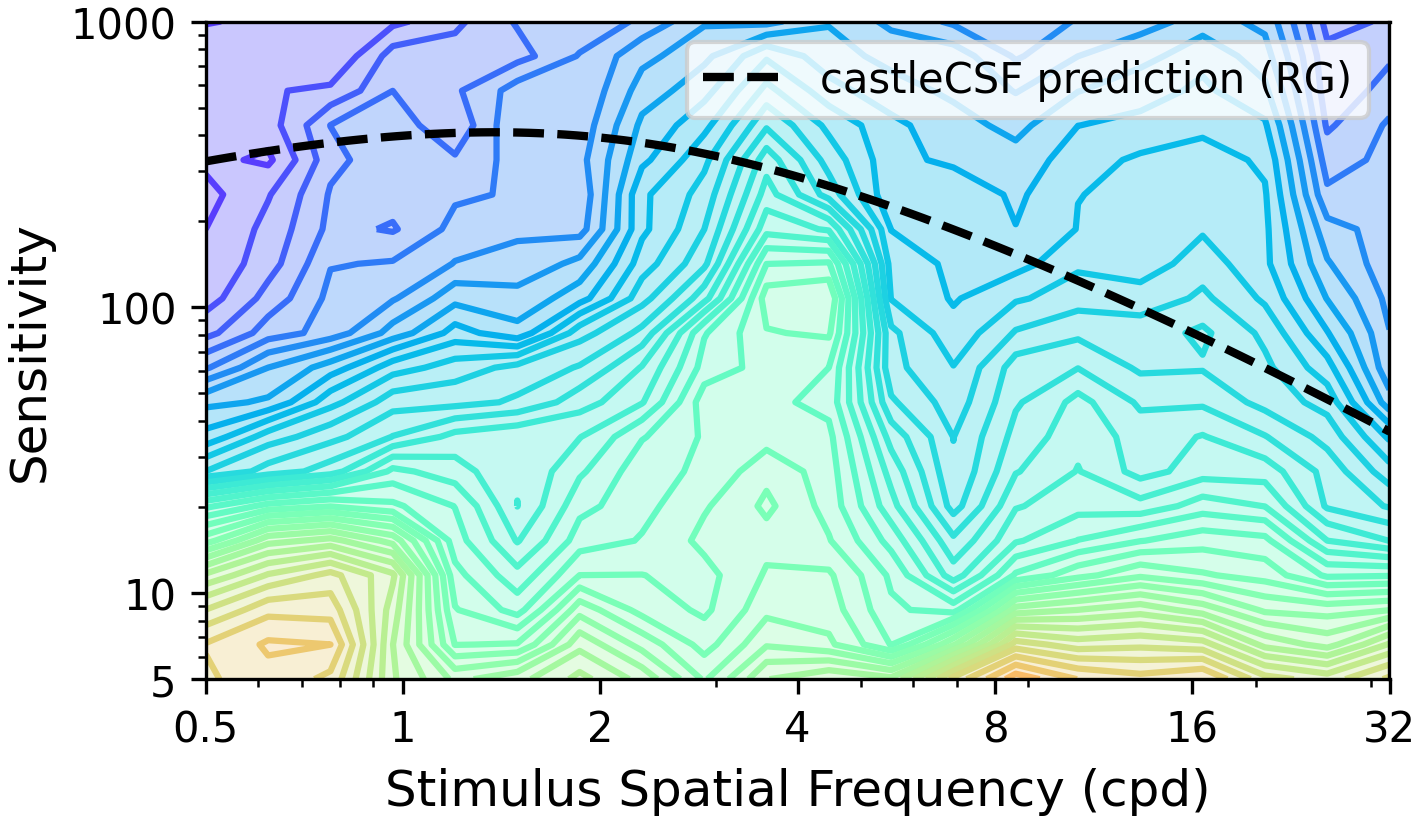 1000
100
10
5
Sensitivity
castleCSF prediction (RG)
0.5 1 2 4 8 16 32
Stimulus Spatial Frequency (cpd)